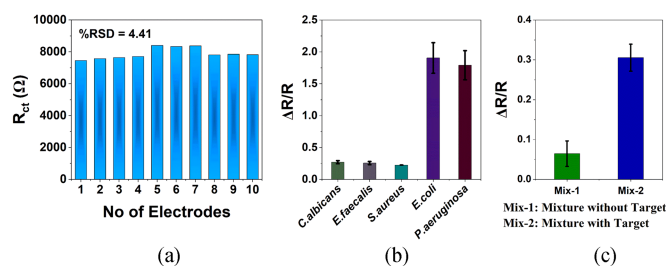 (a)
%RSD = 4.41
10000
8000
6000
4000
2000
0
Rct (Ω)
1 2 3 4 5 6 7 8 9 10
No of Electrodes
(b)
2.5
2.0
1.5
1.0
0.5
0.0
ΔR/R
C.albicans
E.faecalis
S.aureus
E.coli
P.aeruginosa
(c)
0.4
0.3
0.2
0.1
0.0
ΔR/R
Mix-1 Mix-2
Mix-1: Mixture without Target
Mix-2: Mixture with Target
(a) (b) (c)